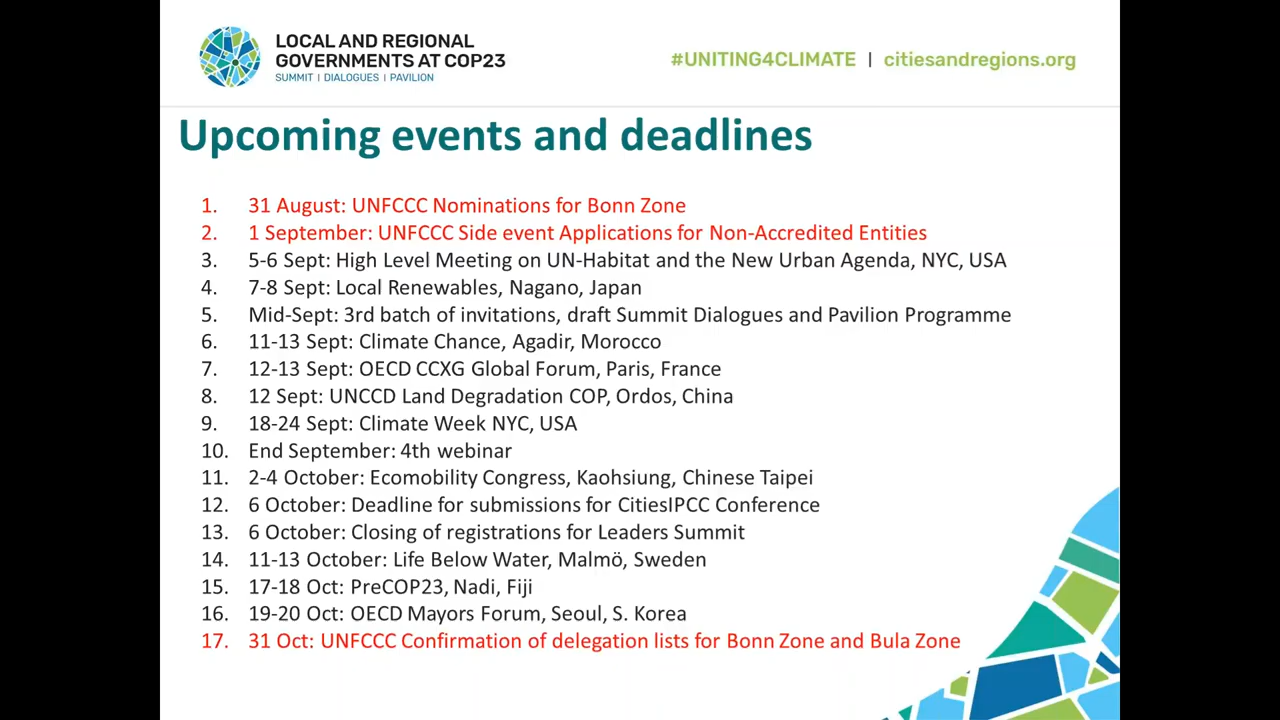 LOCAL AND REGIONAL
GOVERNMENTS AT COP23
SUMMIT | DIALOGUES | PAVILION
#UNITING4CLIMATE | citiesandregions.org
Upcoming events and deadlines
1. 31 August: UNFCCC Nominations for Bonn Zone
2. 1 September: UNFCCC Side event Applications for Non-Accredited Entities
3. 5-6 Sept: High Level Meeting on UN-Habitat and the New Urban Agenda, NYC, USA
4. 7-8 Sept: Local Renewables, Nagano, Japan
5. Mid-Sept: 3rd batch of invitations, draft Summit Dialogues and Pavilion Programme
6. 11-13 Sept: Climate Chance, Agadir, Morocco
7. 12-13 Sept: OECD CCXG Global Forum, Paris, France
8. 12 Sept: UNCCD Land Degradation COP, Ordos, China
9. 18-24 Sept: Climate Week NYC, USA
10. End September: 4th webinar
11. 2-4 October: Ecomobility Congress, Kaohsiung, Chinese Taipei
12. 6 October: Deadline for submissions for CitiesIPCC Conference
13. 6 October: Closing of registrations for Leaders Summit
14. 11-13 October: Life Below Water, Malmö, Sweden
15. 17-18 Oct: PreCOP23, Nadi, Fiji
16. 19-20 Oct: OECD Mayors Forum, Seoul, S. Korea
17. 31 Oct: UNFCCC Confirmation of delegation lists for Bonn Zone and Bula Zone